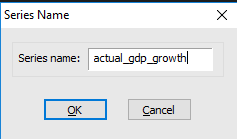 Series Name
Series name: actual_gdp_growth
OK Cancel